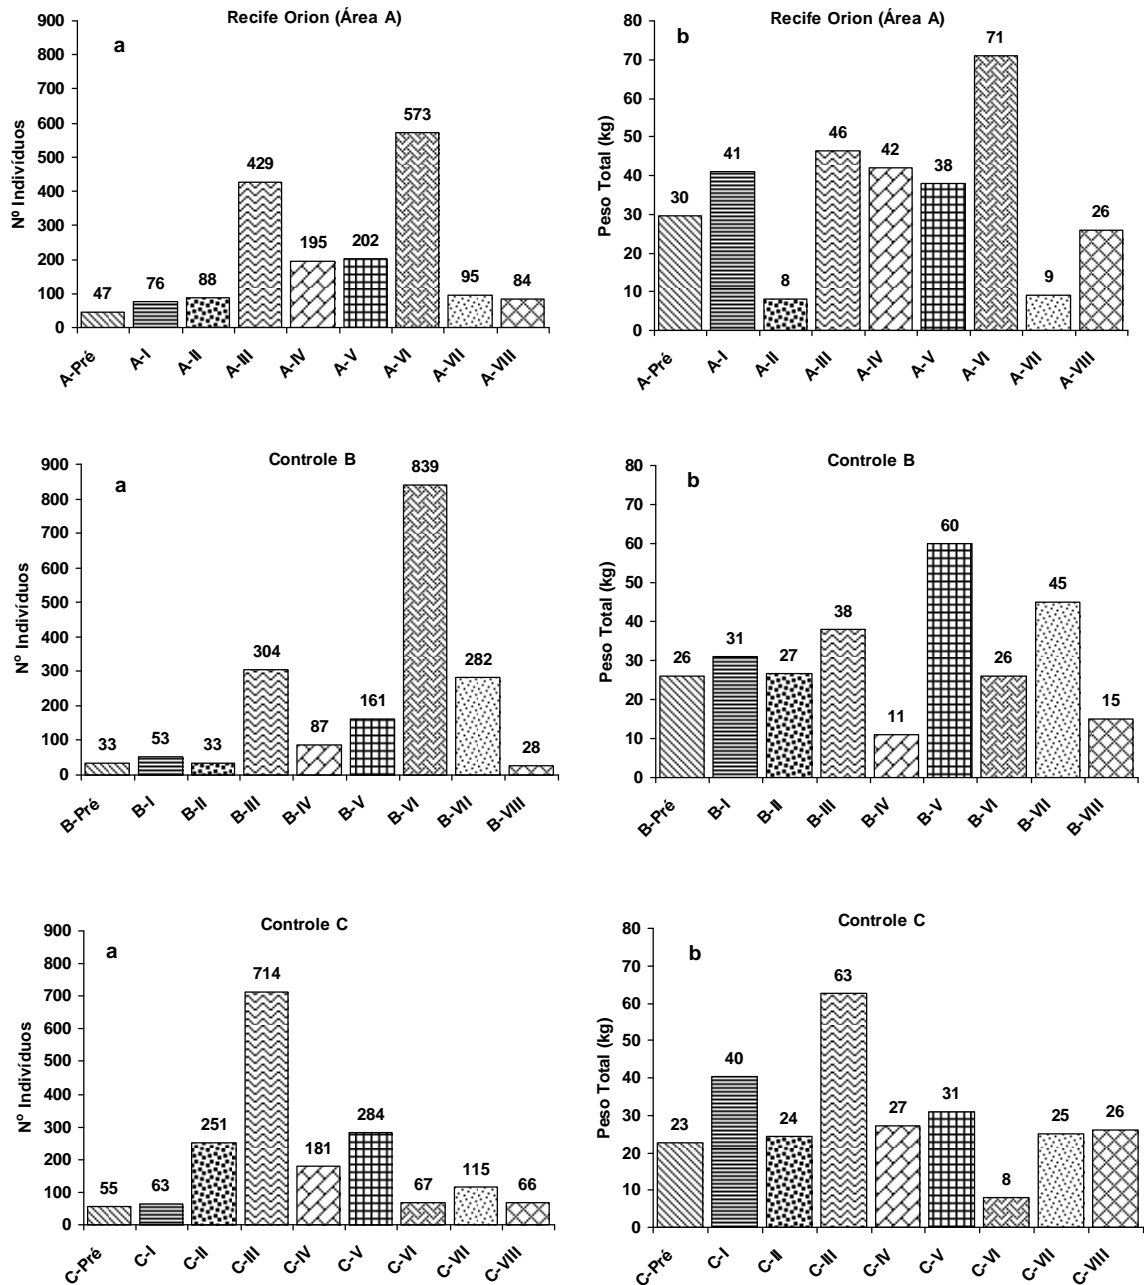 Recife Orion (Área A)
a
Nº Indivíduos
900
800
700
600
500
400
300
200
100
0
47
76
88
429
195
202
573
95
84
A-Pré
A-I
A-II
A-III
A-IV
A-V
A-VI
A-VII
A-VIII
Recife Orion (Área A)
b
Peso Total (kg)
80
70
60
50
40
30
20
10
0
30
41
8
46
42
38
71
9
26
A-Pré
A-I
A-II
A-III
A-IV
A-V
A-VI
A-VII
A-VIII
Controle B
a
Nº Indivíduos
900
800
700
600
500
400
300
200
100
0
33
53
33
304
87
161
839
282
28
B-Pré
B-I
B-II
B-III
B-IV
B-V
B-VI
B-VII
B-VIII
Controle B
b
Peso Total (kg)
80
70
60
50
40
30
20
10
0
26
31
27
38
11
60
26
45
15
B-Pré
B-I
B-II
B-III
B-IV
B-V
B-VI
B-VII
B-VIII
Controle C
a
Nº Indivíduos
900
800
700
600
500
400
300
200
100
0
55
63
251
714
181
284
67
115
66
C-Pré
C-I
C-II
C-III
C-IV
C-V
C-VI
C-VII
C-VIII
Controle C
b
Peso Total (kg)
80
70
60
50
40
30
20
10
0
23
40
24
63
27
31
8
25
26
C-Pré
C-I
C-II
C-III
C-IV
C-V
C-VI
C-VII
C-VIII